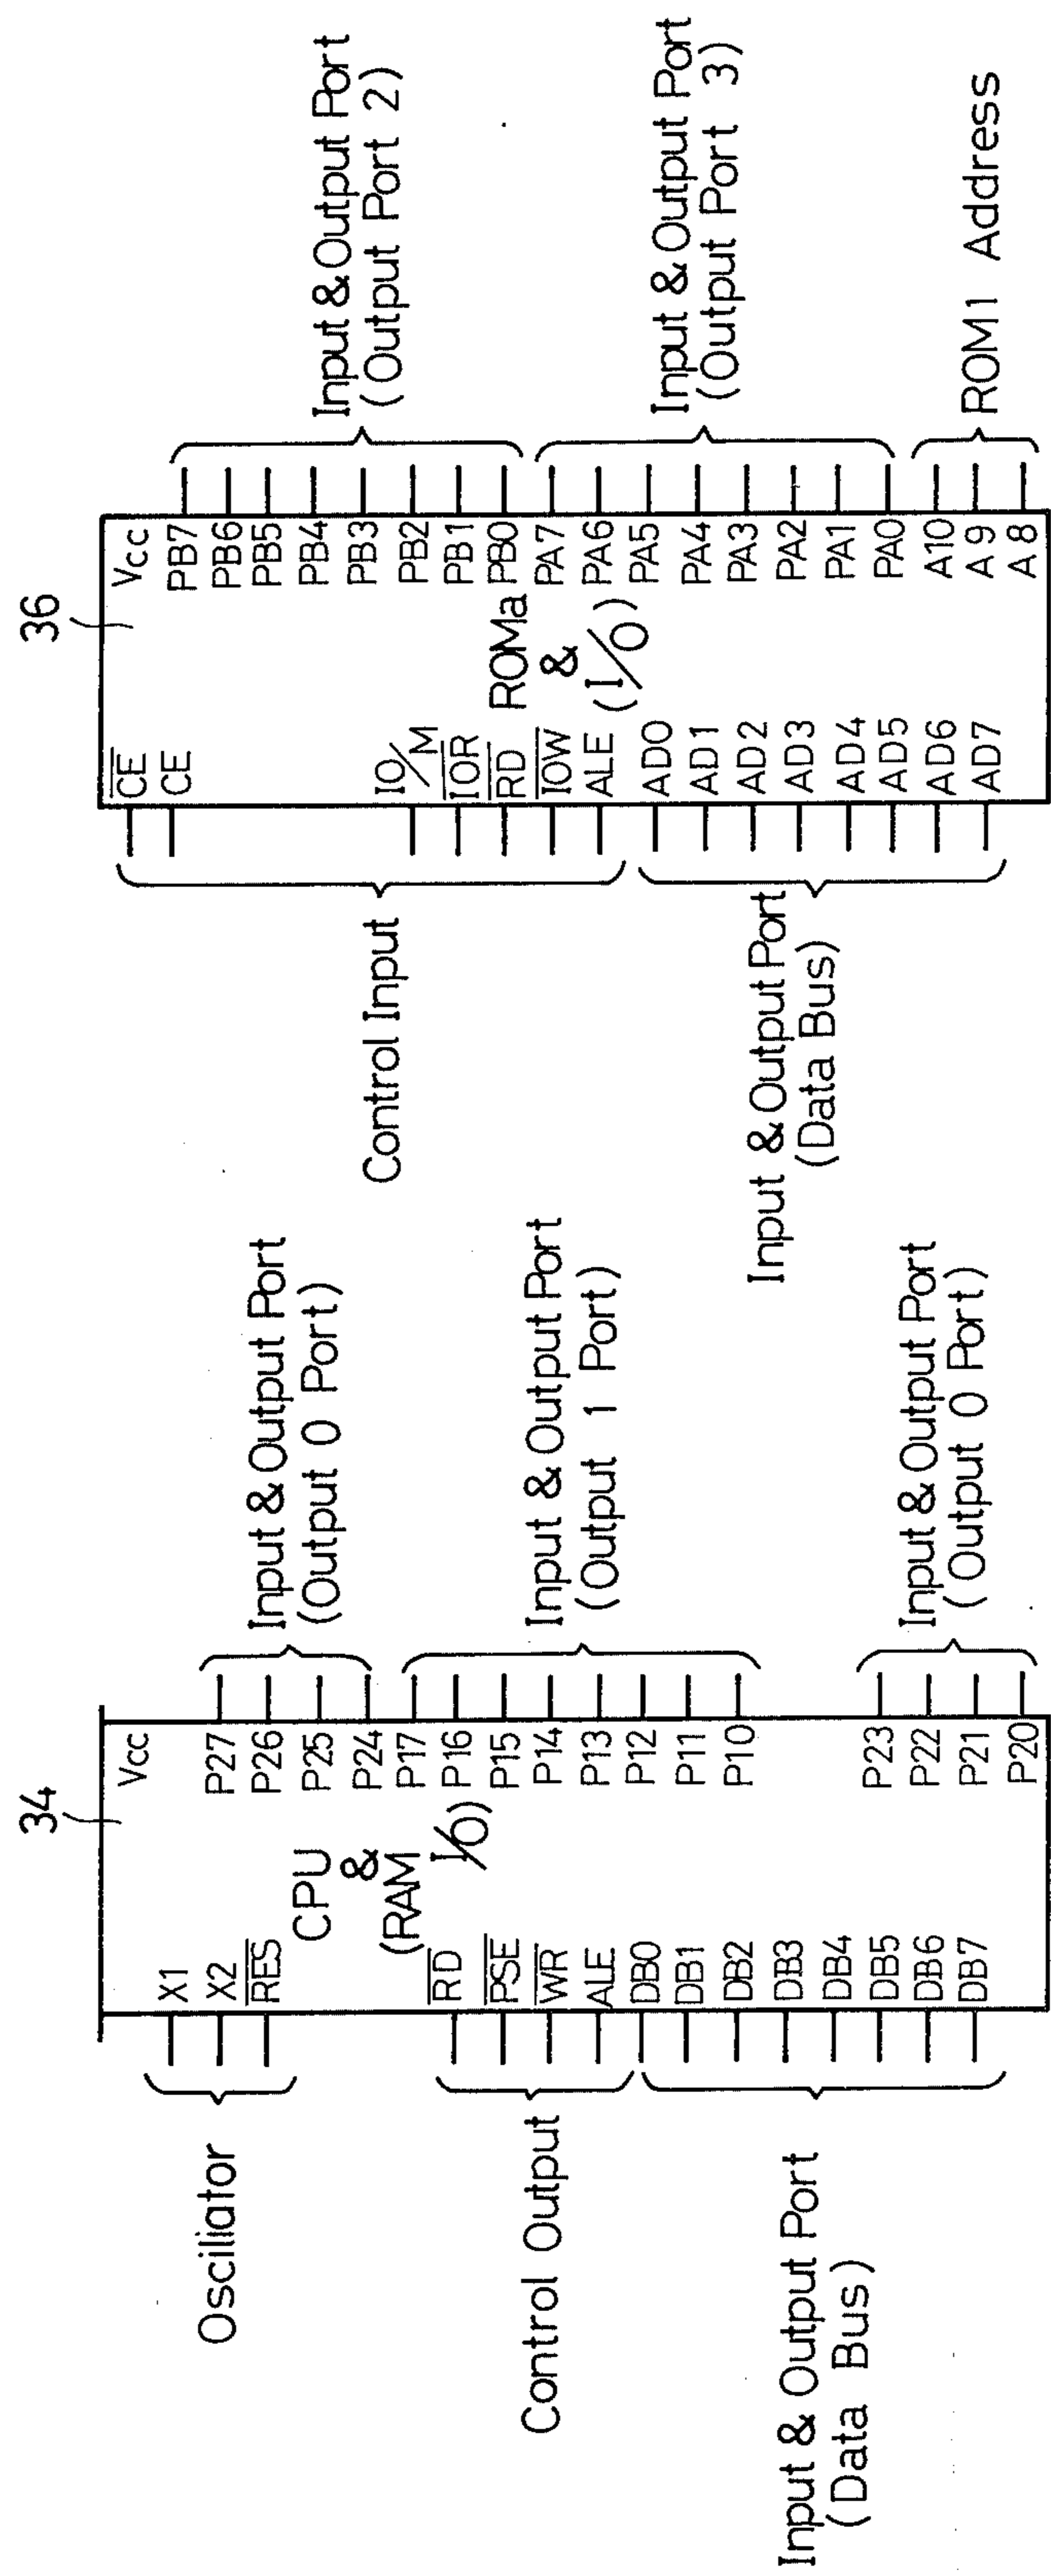 34
Vcc
X1
X2
RES
CPU
&
(RAM I/O)
RD
PSE
WR
ALE
DB0
DB1
DB2
DB3
DB4
DB5
DB6
DB7
P27
P26
P25
P24
P17
P16
P15
P14
P13
P12
P11
P10
P23
P22
P21
P20
Osciliator
Control Output
Input & Output Port
(Data Bus)
Input & Output Port
(Output 0 Port)
Input & Output Port
(Output 1 Port)
Input & Output Port
(Output 0 Port)
36
Vcc
CE
CE
IO/M
IOR
RD
IOW
ALE
AD0
AD1
AD2
AD3
AD4
AD5
AD6
AD7
ROMa
&
(I/O)
PB7
PB6
PB5
PB4
PB3
PB2
PB1
PB0
PA7
PA6
PA5
PA4
PA3
PA2
PA1
PA0
A10
A9
A8
Control Input
Input & Output Port
(Data Bus)
Input & Output Port
(Output Port 2)
Input & Output Port
(Output Port 3)
ROM1 Address